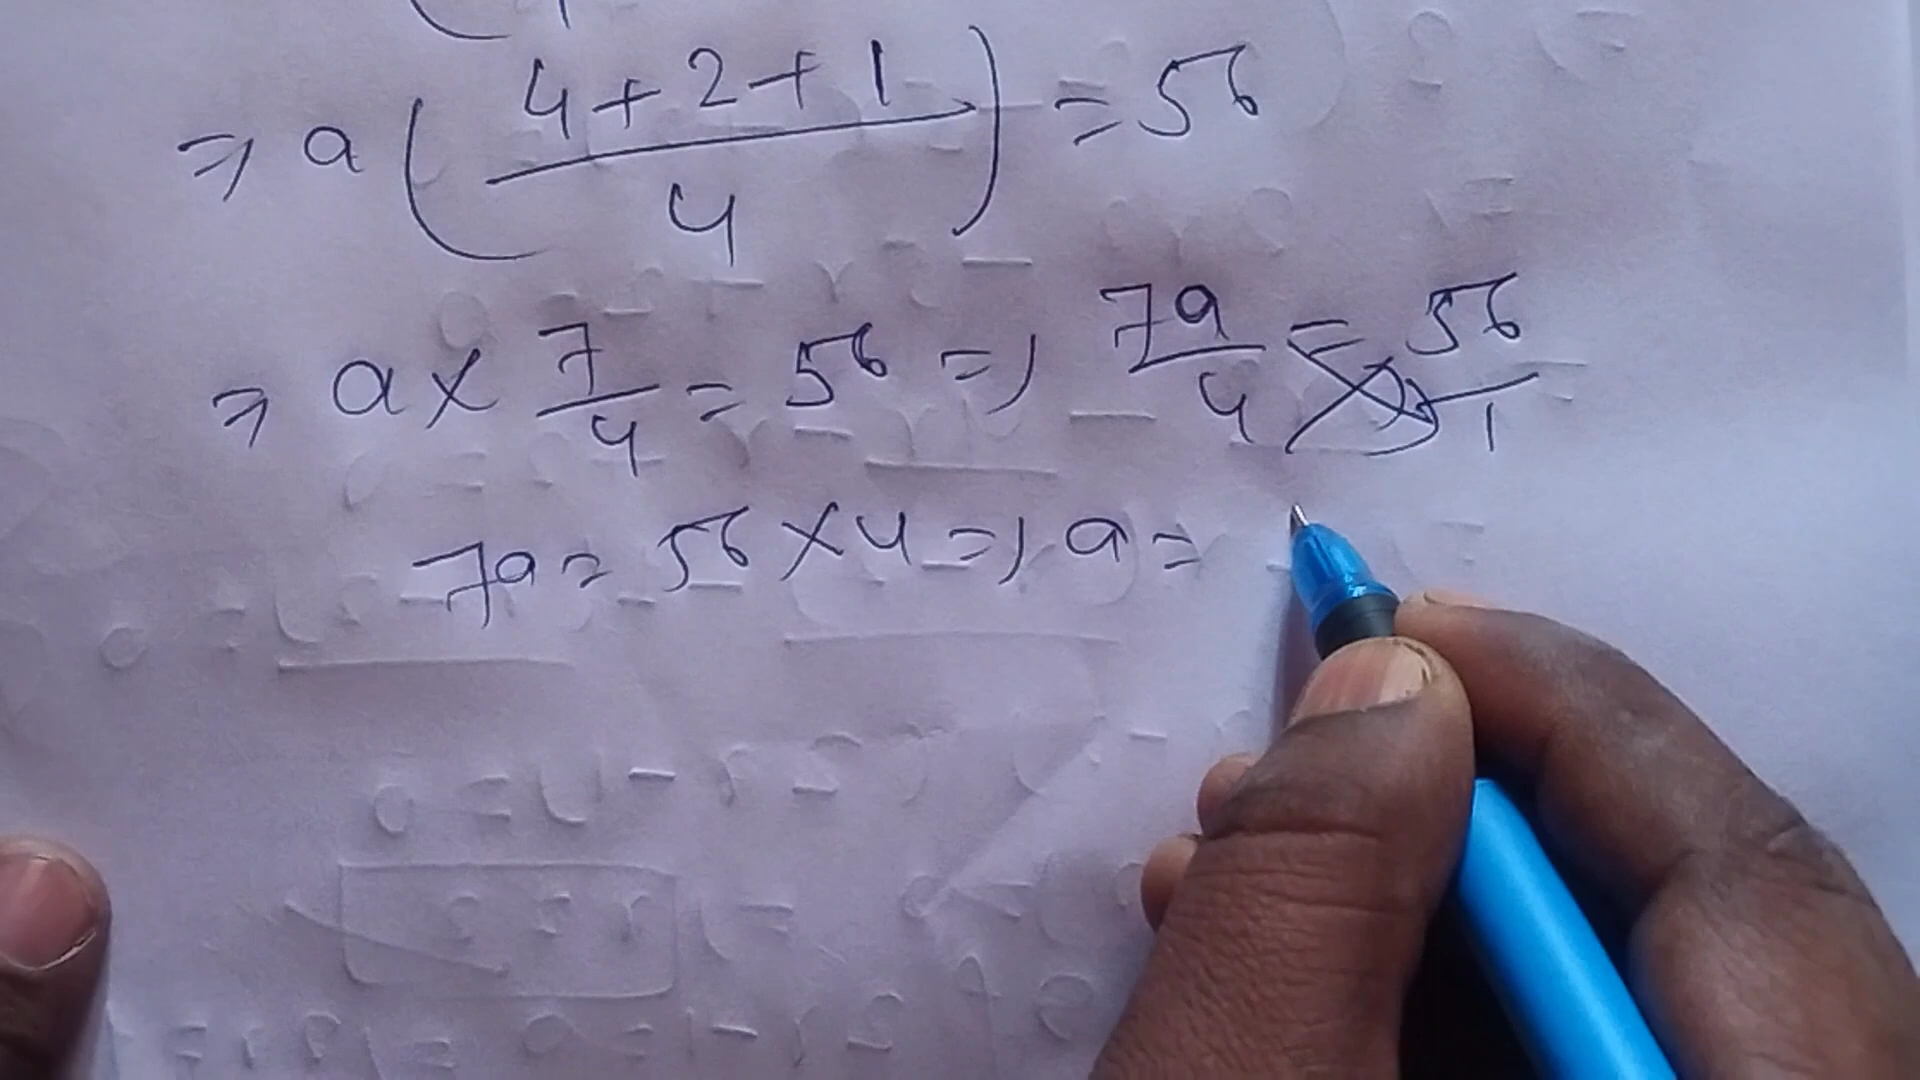 ⇒ a ( (4+2+1)/4 ) = 56
⇒ a × 7/4 = 56 ⇒ 7a/4 = 56/1
7a = 56 × 4 ⇒ a =